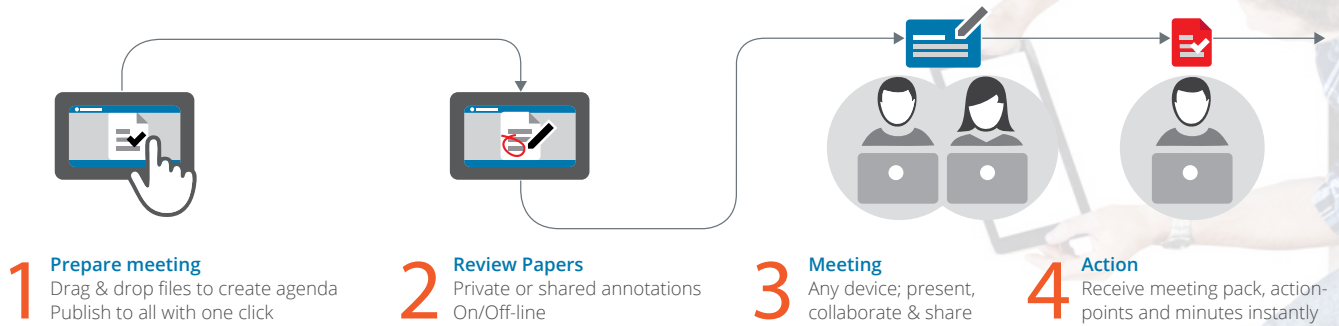 1
Prepare meeting
Drag & drop files to create agenda
Publish to all with one click
2
Review Papers
Private or shared annotations
On/Off-line
3
Meeting
Any device; present,
collaborate & share
4
Action
Receive meeting pack, action-
points and minutes instantly